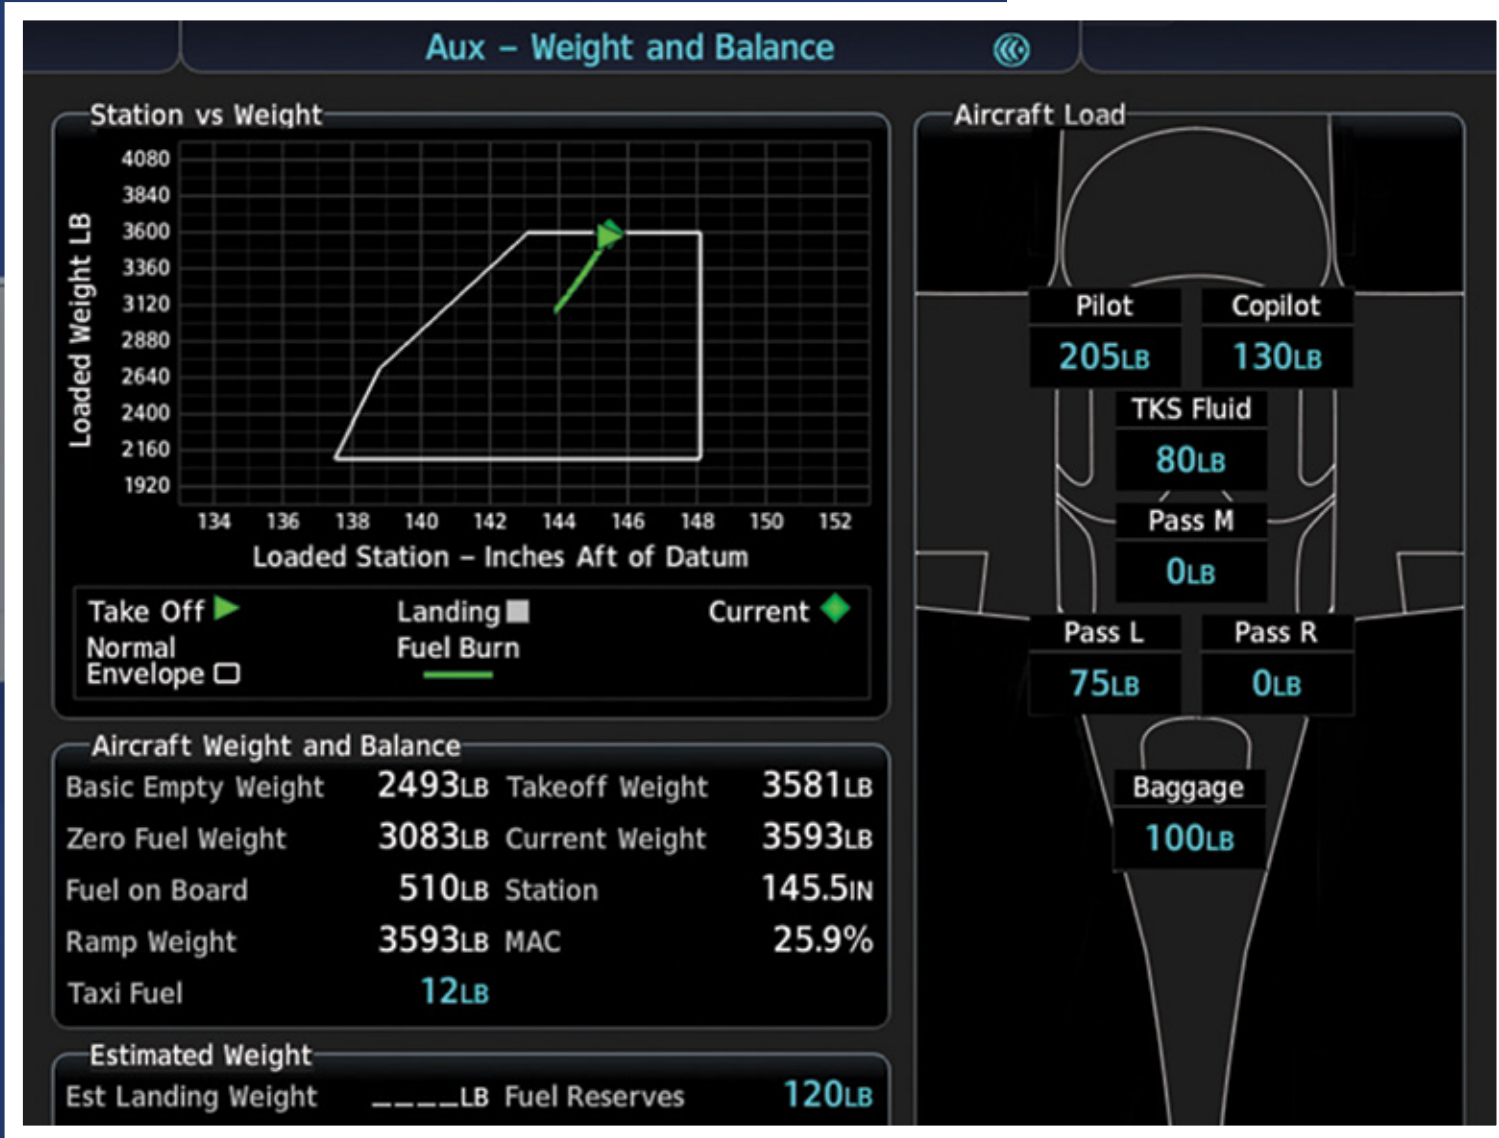 Aux – Weight and Balance
Station vs Weight
4080
3840
3600
3360
3120
2880
2640
2400
2160
1920
Loaded Weight LB
134 136 138 140 142 144 146 148 150 152
Loaded Station – Inches Aft of Datum
Take Off Landing Current
Normal Envelope Fuel Burn
Aircraft Weight and Balance
Basic Empty Weight 2493LB Takeoff Weight 3581LB
Zero Fuel Weight 3083LB Current Weight 3593LB
Fuel on Board 510LB Station 145.5IN
Ramp Weight 3593LB MAC 25.9%
Taxi Fuel 12LB
Estimated Weight
Est Landing Weight ____LB Fuel Reserves 120LB
Aircraft Load
Pilot Copilot
205LB 130LB
TKS Fluid
80LB
Pass M
0LB
Pass L Pass R
75LB 0LB
Baggage
100LB